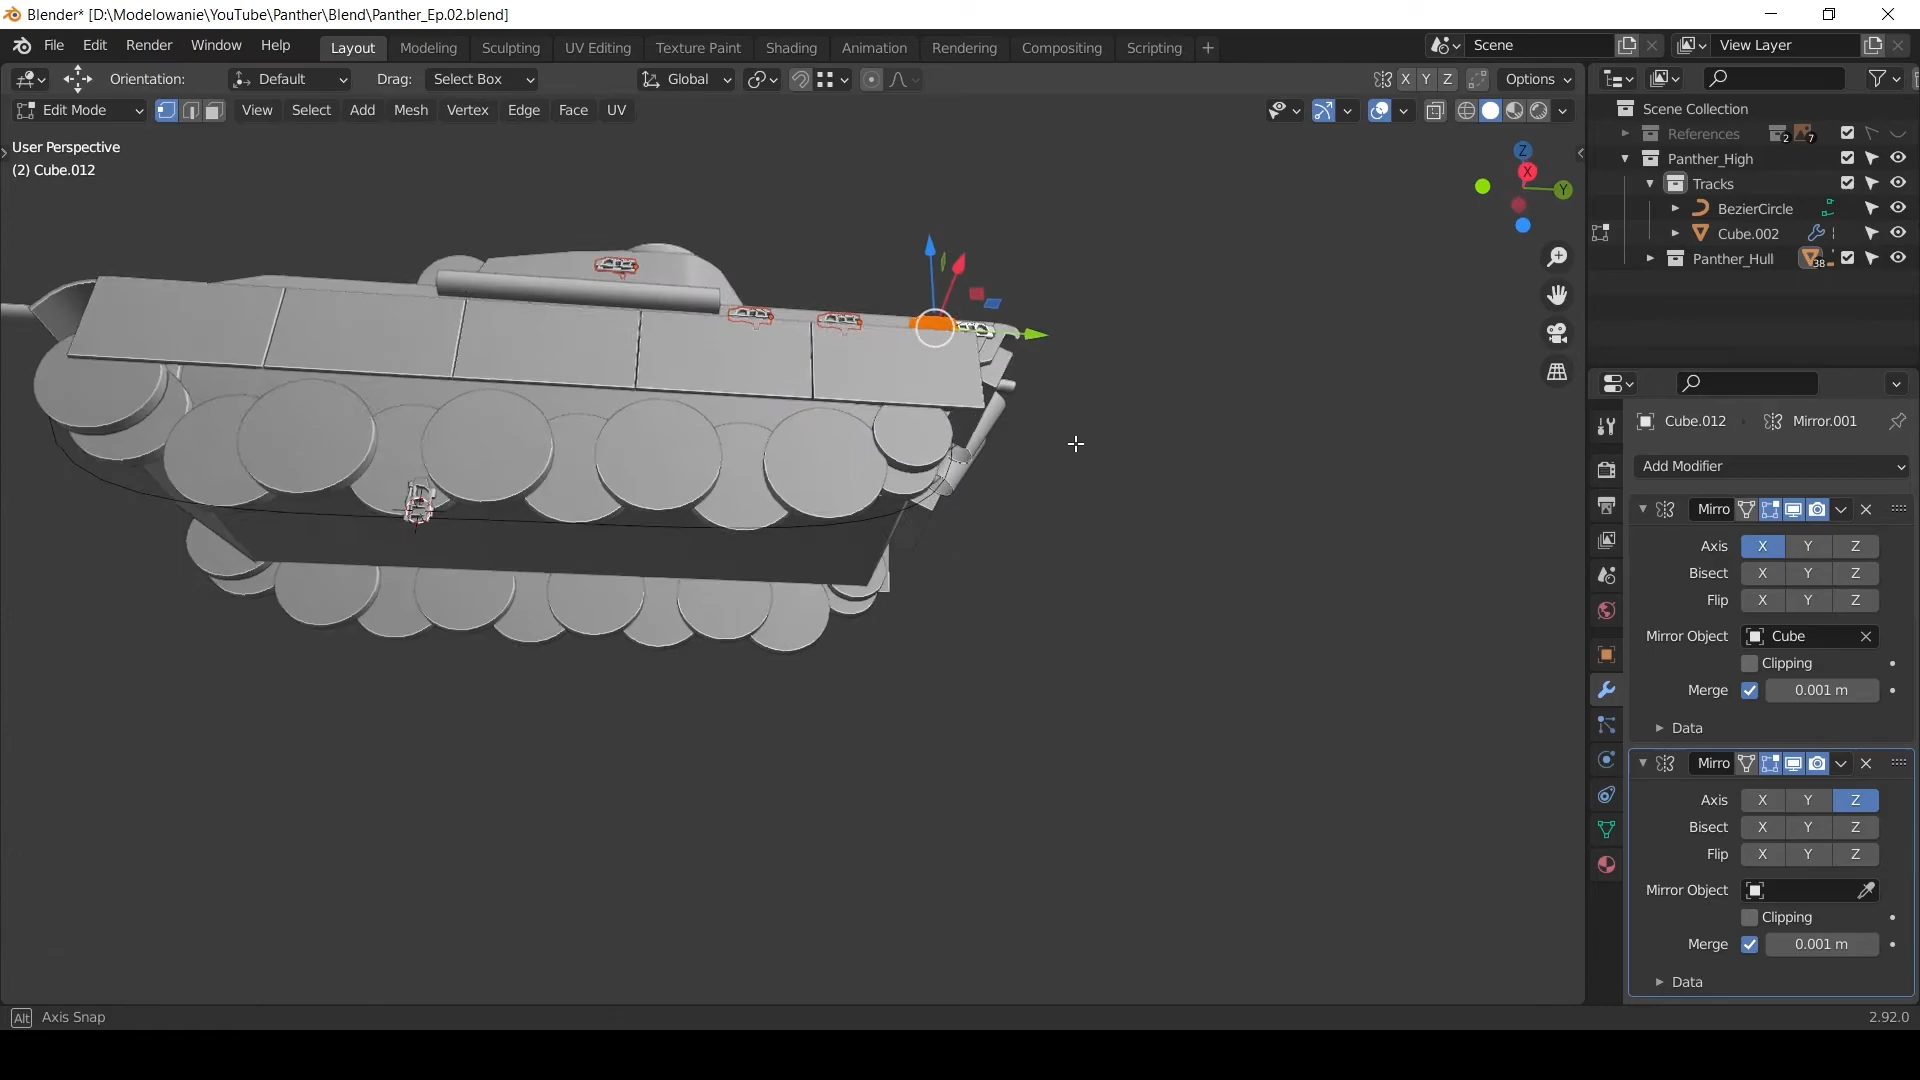 Blender* [D:\Modelowanie\YouTube\Panther\Blend\Panther_Ep.02.blend]
File Edit Render Window Help Layout Modeling Sculpting UV Editing Texture Paint Shading Animation Rendering Compositing Scripting + Scene View Layer
Orientation: Default Drag: Select Box Global X Y Z Options
Edit Mode View Select Add Mesh Vertex Edge Face UV
User Perspective
(2) Cube.012
Z
X
Y
Scene Collection
References 2 7
Panther_High
Tracks
BezierCircle
Cube.002
Panther_Hull 38
Cube.012 Mirror.001
Add Modifier
Mirro
Axis X Y Z
Bisect X Y Z
Flip X Y Z
Mirror Object Cube
Clipping
Merge 0.001 m
Data
Mirro
Axis X Y Z
Bisect X Y Z
Flip X Y Z
Mirror Object
Clipping
Merge 0.001 m
Data
Alt Axis Snap
2.92.0